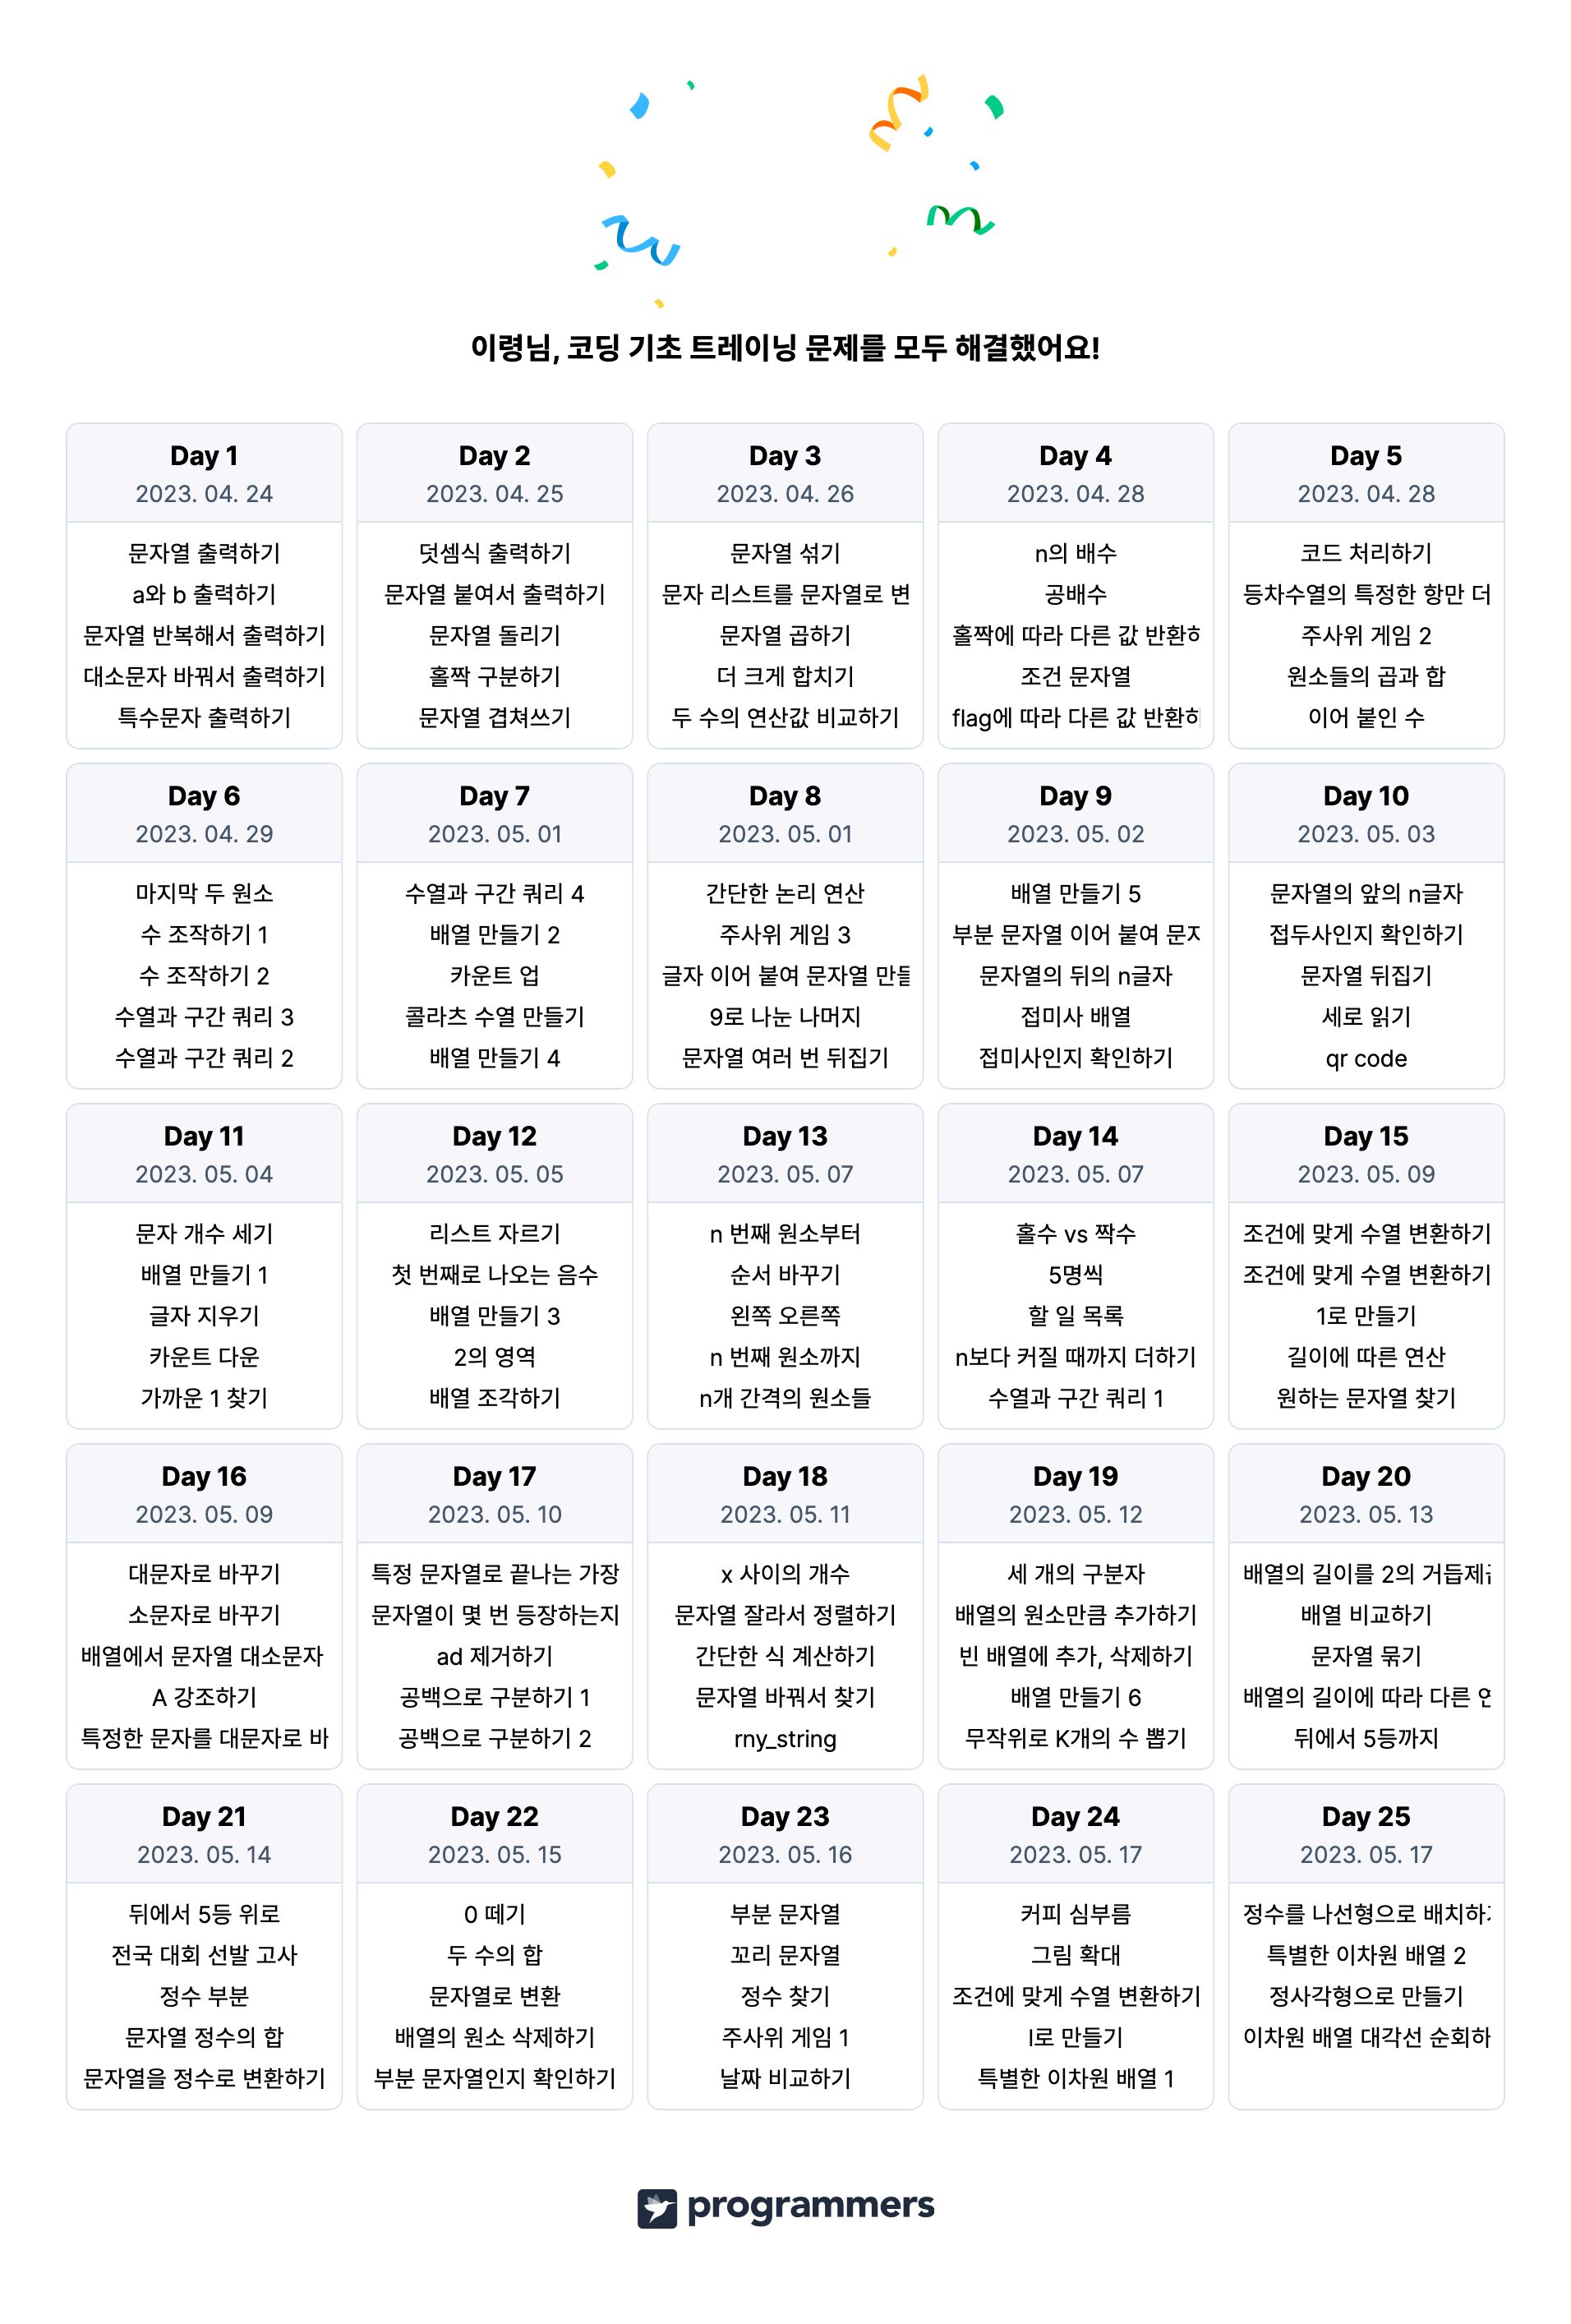 이령님, 코딩 기초 트레이닝 문제를 모두 해결했어요!
Day 1
2023. 04. 24
문자열 출력하기
a와 b 출력하기
문자열 반복해서 출력하기
대소문자 바꿔서 출력하기
특수문자 출력하기
Day 2
2023. 04. 25
덧셈식 출력하기
문자열 붙여서 출력하기
문자열 돌리기
홀짝 구분하기
문자열 겹쳐쓰기
Day 3
2023. 04. 26
문자열 섞기
문자 리스트를 문자열로 변
문자열 곱하기
더 크게 합치기
두 수의 연산값 비교하기
Day 4
2023. 04. 28
n의 배수
공배수
홀짝에 따라 다른 값 반환하
조건 문자열
flag에 따라 다른 값 반환하
Day 5
2023. 04. 28
코드 처리하기
등차수열의 특정한 항만 더
주사위 게임 2
원소들의 곱과 합
이어 붙인 수
Day 6
2023. 04. 29
마지막 두 원소
수 조작하기 1
수 조작하기 2
수열과 구간 쿼리 3
수열과 구간 쿼리 2
Day 7
2023. 05. 01
수열과 구간 쿼리 4
배열 만들기 2
카운트 업
콜라츠 수열 만들기
배열 만들기 4
Day 8
2023. 05. 01
간단한 논리 연산
주사위 게임 3
글자 이어 붙여 문자열 만들
9로 나눈 나머지
문자열 여러 번 뒤집기
Day 9
2023. 05. 02
배열 만들기 5
부분 문자열 이어 붙여 문자
문자열의 뒤의 n글자
접미사 배열
접미사인지 확인하기
Day 10
2023. 05. 03
문자열의 앞의 n글자
접두사인지 확인하기
문자열 뒤집기
세로 읽기
qr code
Day 11
2023. 05. 04
문자 개수 세기
배열 만들기 1
글자 지우기
카운트 다운
가까운 1 찾기
Day 12
2023. 05. 05
리스트 자르기
첫 번째로 나오는 음수
배열 만들기 3
2의 영역
배열 조각하기
Day 13
2023. 05. 07
n 번째 원소부터
순서 바꾸기
왼쪽 오른쪽
n 번째 원소까지
n개 간격의 원소들
Day 14
2023. 05. 07
홀수 vs 짝수
5명씩
할 일 목록
n보다 커질 때까지 더하기
수열과 구간 쿼리 1
Day 15
2023. 05. 09
조건에 맞게 수열 변환하기
조건에 맞게 수열 변환하기
1로 만들기
길이에 따른 연산
원하는 문자열 찾기
Day 16
2023. 05. 09
대문자로 바꾸기
소문자로 바꾸기
배열에서 문자열 대소문자
A 강조하기
특정한 문자를 대문자로 바
Day 17
2023. 05. 10
특정 문자열로 끝나는 가장
문자열이 몇 번 등장하는지
ad 제거하기
공백으로 구분하기 1
공백으로 구분하기 2
Day 18
2023. 05. 11
x 사이의 개수
문자열 잘라서 정렬하기
간단한 식 계산하기
문자열 바꿔서 찾기
rny_string
Day 19
2023. 05. 12
세 개의 구분자
배열의 원소만큼 추가하기
빈 배열에 추가, 삭제하기
배열 만들기 6
무작위로 K개의 수 뽑기
Day 20
2023. 05. 13
배열의 길이를 2의 거듭제곱
배열 비교하기
문자열 묶기
배열의 길이에 따라 다른 연
뒤에서 5등까지
Day 21
2023. 05. 14
뒤에서 5등 위로
전국 대회 선발 고사
정수 부분
문자열 정수의 합
문자열을 정수로 변환하기
Day 22
2023. 05. 15
0 떼기
두 수의 합
문자열로 변환
배열의 원소 삭제하기
부분 문자열인지 확인하기
Day 23
2023. 05. 16
부분 문자열
꼬리 문자열
정수 찾기
주사위 게임 1
날짜 비교하기
Day 24
2023. 05. 17
커피 심부름
그림 확대
조건에 맞게 수열 변환하기
l로 만들기
특별한 이차원 배열 1
Day 25
2023. 05. 17
정수를 나선형으로 배치하기
특별한 이차원 배열 2
정사각형으로 만들기
이차원 배열 대각선 순회하
programmers